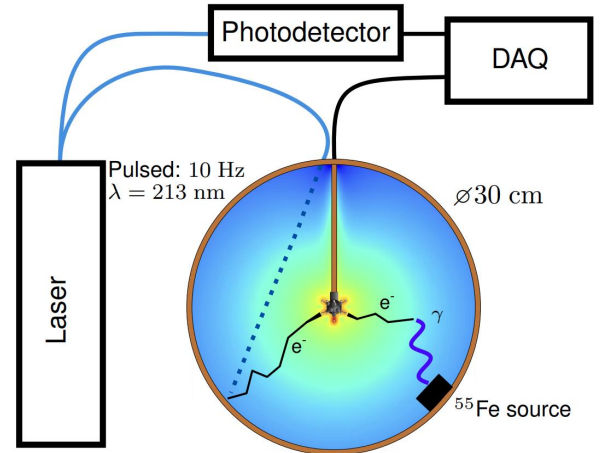 Photodetector
DAQ
Pulsed: 10 Hz
λ = 213 nm
⌀30 cm
Laser
e-
γ
e-
55Fe source